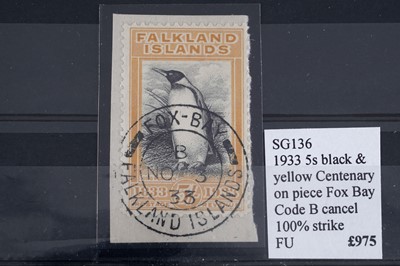 FALKLAND
ISLANDS
FOX-BAY
B
NO 3
33
FALKLAND ISLANDS
SG136
1933 5s black &
yellow Centenary
on piece Fox Bay
Code B cancel
100% strike
FU £975